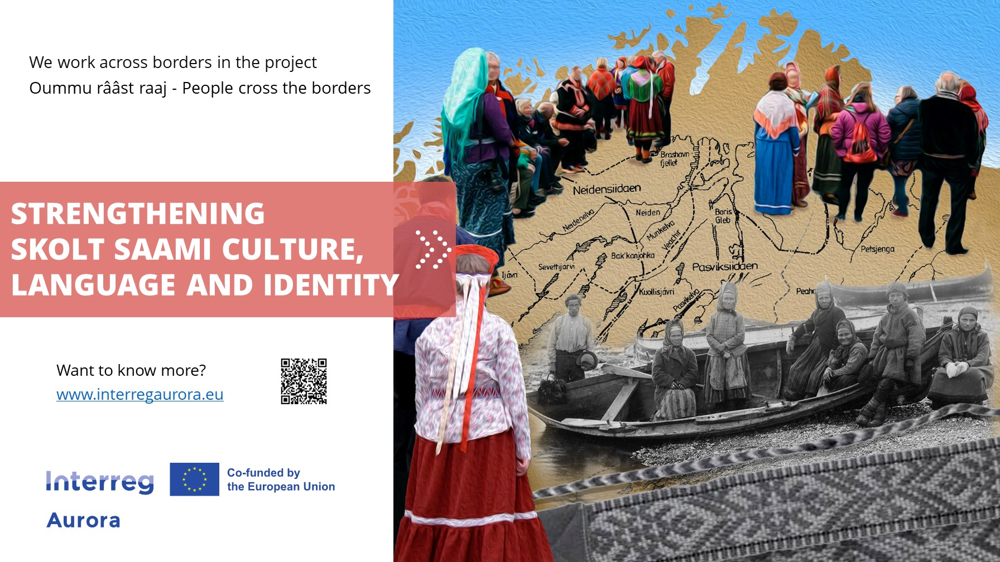 We work across borders in the project
Oummu rââst raaj - People cross the borders
STRENGTHENING
SKOLT SAAMI CULTURE,
LANGUAGE AND IDENTITY
Want to know more?
www.interregaurora.eu
Interreg
Co-funded by
the European Union
Aurora
Brashavn
fjellet
Neidensiidaen
Neiden
Neidenelva
Munkelva
Boris
Gleb
Veachir
Petsjenga
Bak'kanjohka
Sevettijarvi
Pasviksiidaen
Ijávri
Kuollisjávri
Pasvikelva